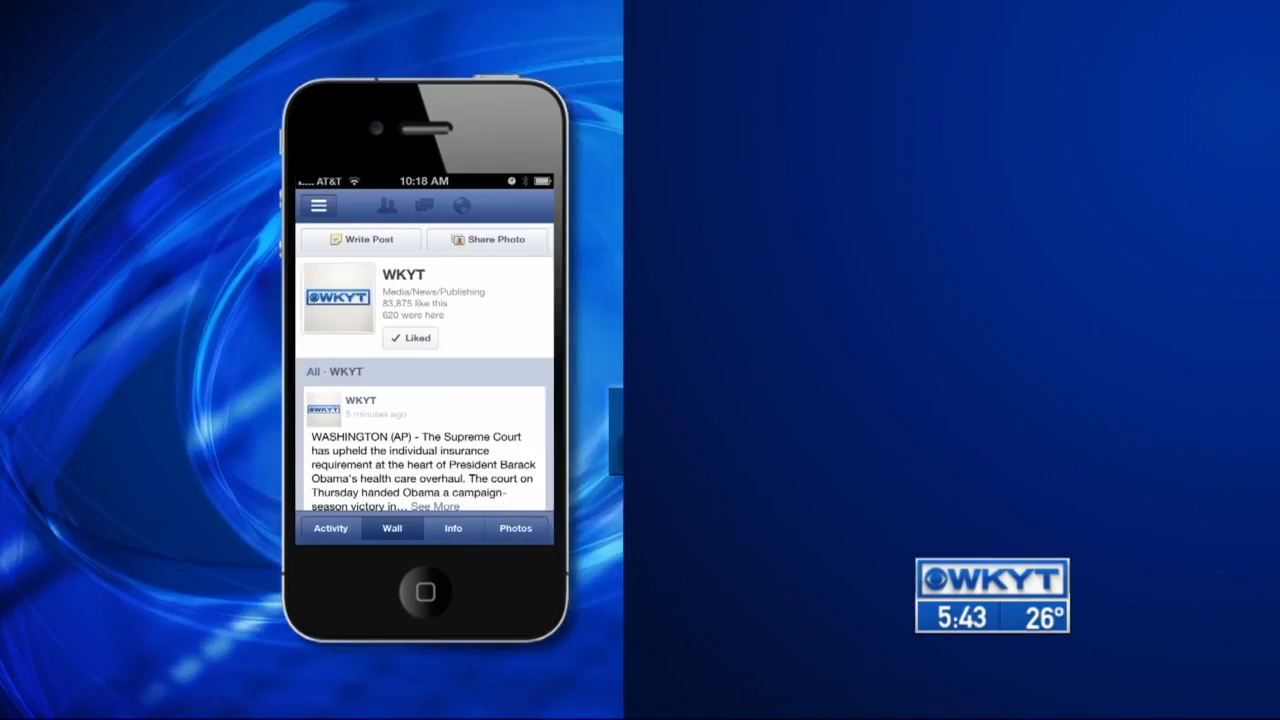 AT&T
10:18 AM
Write Post
Share Photo
WKYT
WKYT
Media/News/Publishing
83,875 like this
620 were here
Liked
All · WKYT
WKYT
WKYT
5 minutes ago
WASHINGTON (AP) - The Supreme Court
has upheld the individual insurance
requirement at the heart of President Barack
Obama's health care overhaul. The court on
Thursday handed Obama a campaign-
season victory in... See More
Activity
Wall
Info
Photos
WKYT
5:43
26°